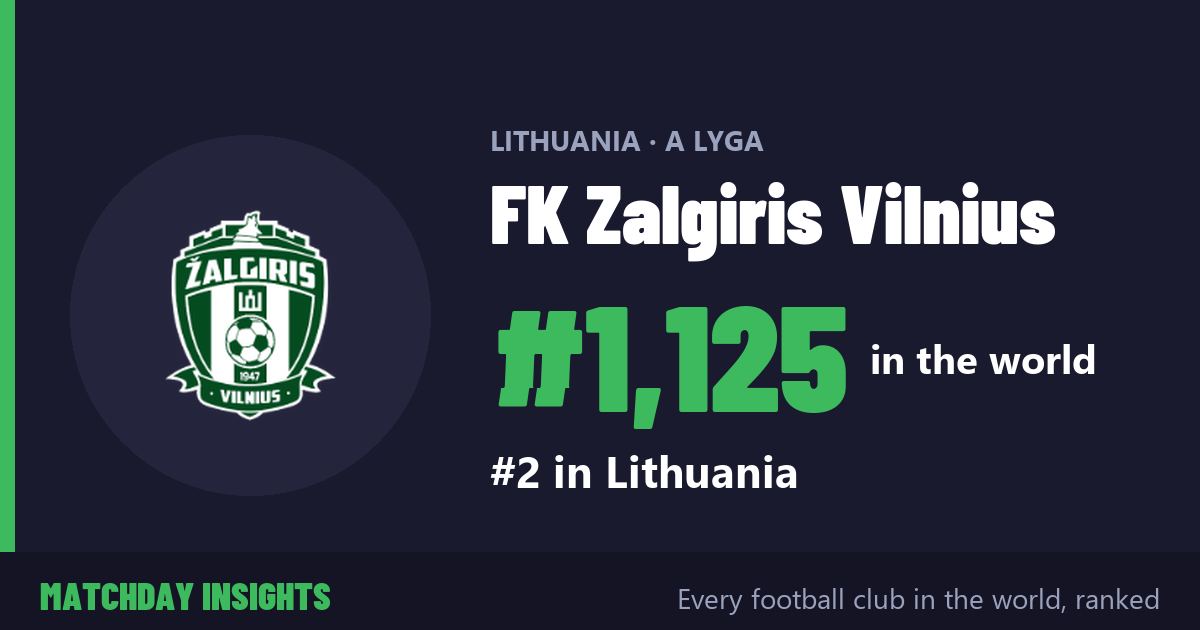 LITHUANIA · A LYGA
FK Zalgiris Vilnius
#1,125 in the world
#2 in Lithuania
ŽALGIRIS
1947
· VILNIUS ·
MATCHDAY INSIGHTS
Every football club in the world, ranked